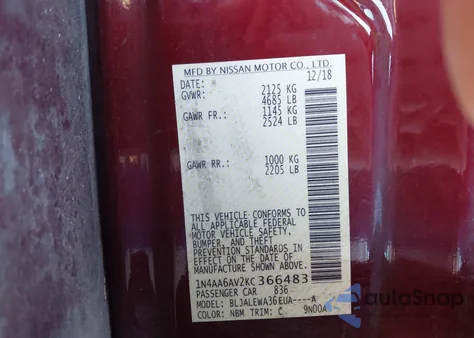 MFD BY NISSAN MOTOR CO., LTD.
DATE: 12/18
GVWR: 2125 KG
4685 LB
GAWR FR.: 1145 KG
2524 LB
GAWR RR.: 1000 KG
2205 LB
THIS VEHICLE CONFORMS TO
ALL APPLICABLE FEDERAL
MOTOR VEHICLE SAFETY,
BUMPER, AND THEFT
PREVENTION STANDARDS IN
EFFECT ON THE DATE OF
MANUFACTURE SHOWN ABOVE.
1N4AA6AV2KC366483
PASSENGER CAR 836
MODEL: BLJALEWA36EUA----A
COLOR: NBM TRIM: C 9N00A
autoSnap